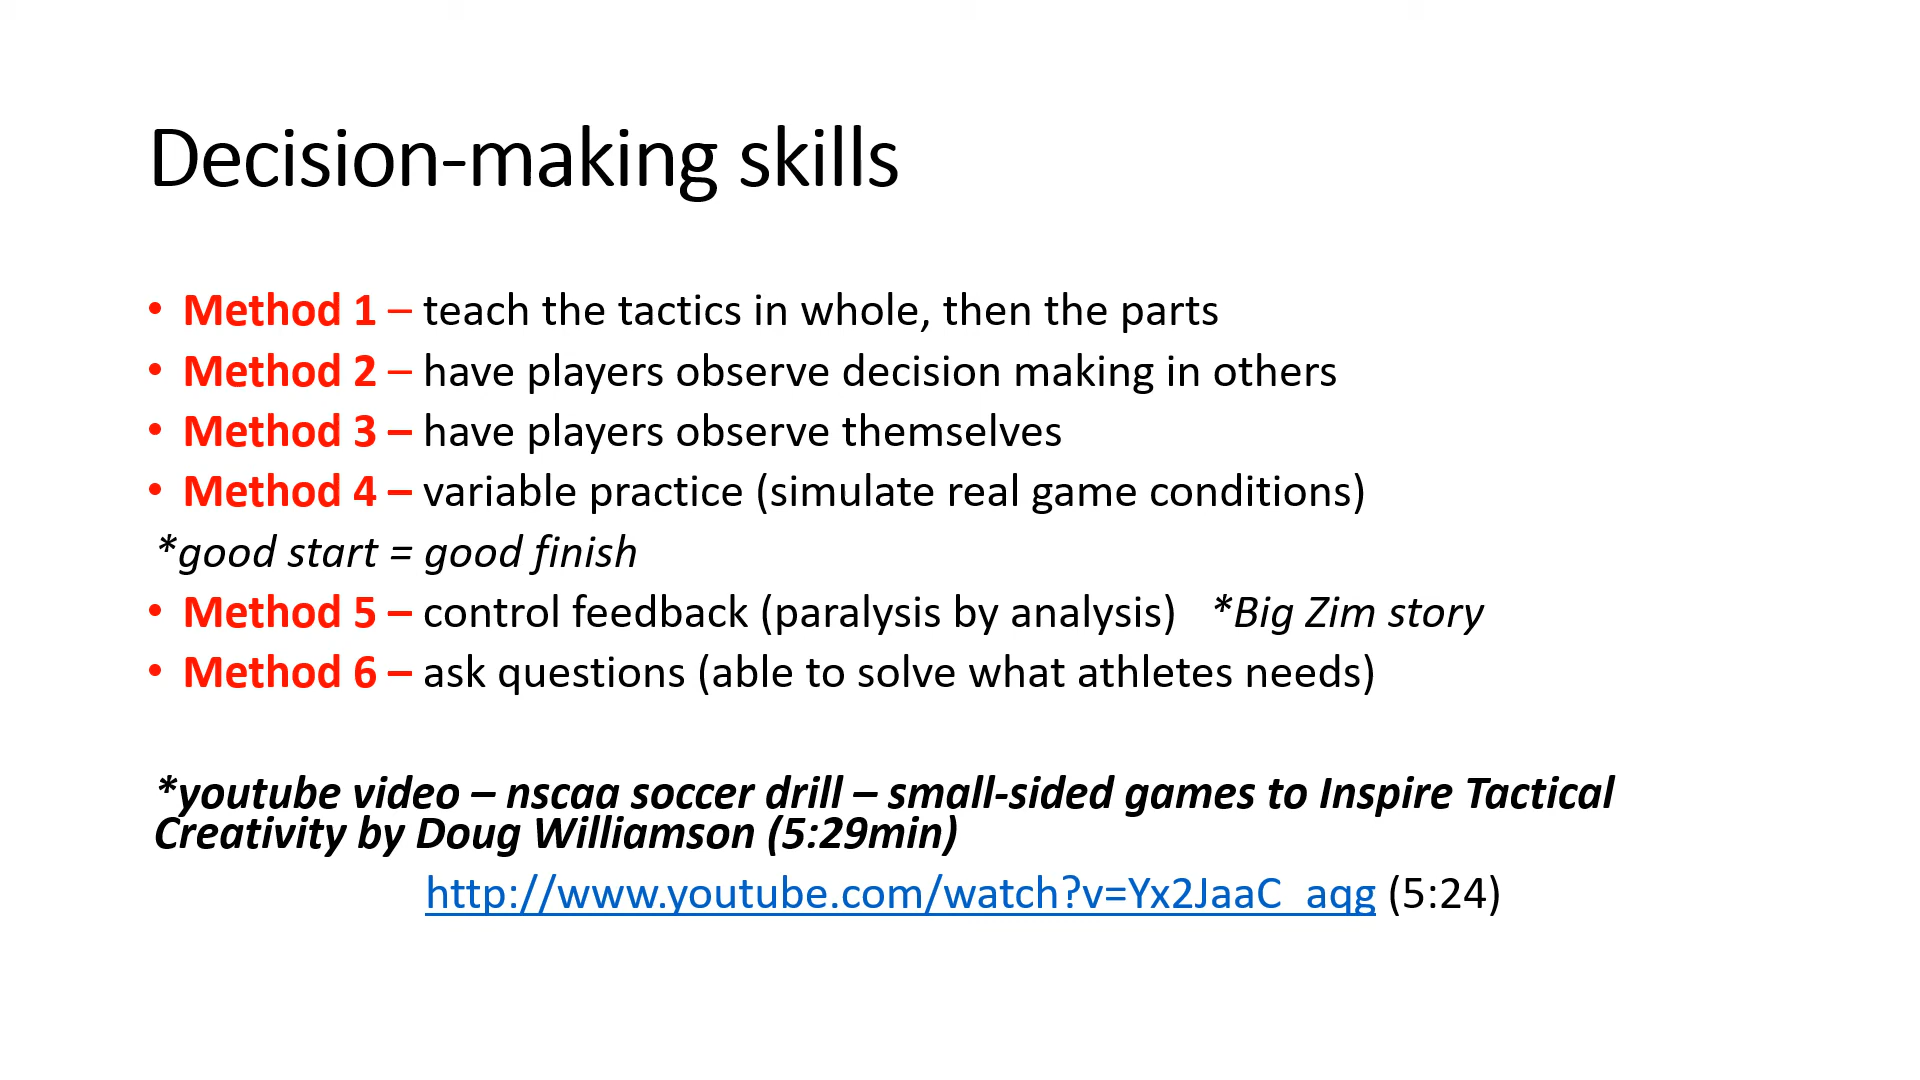 Decision-making skills
• Method 1 – teach the tactics in whole, then the parts
• Method 2 – have players observe decision making in others
• Method 3 – have players observe themselves
• Method 4 – variable practice (simulate real game conditions)
*good start = good finish
• Method 5 – control feedback (paralysis by analysis) *Big Zim story
• Method 6 – ask questions (able to solve what athletes needs)
*youtube video – nscaa soccer drill – small-sided games to Inspire Tactical
Creativity by Doug Williamson (5:29min)
http://www.youtube.com/watch?v=Yx2JaaC_aqg (5:24)